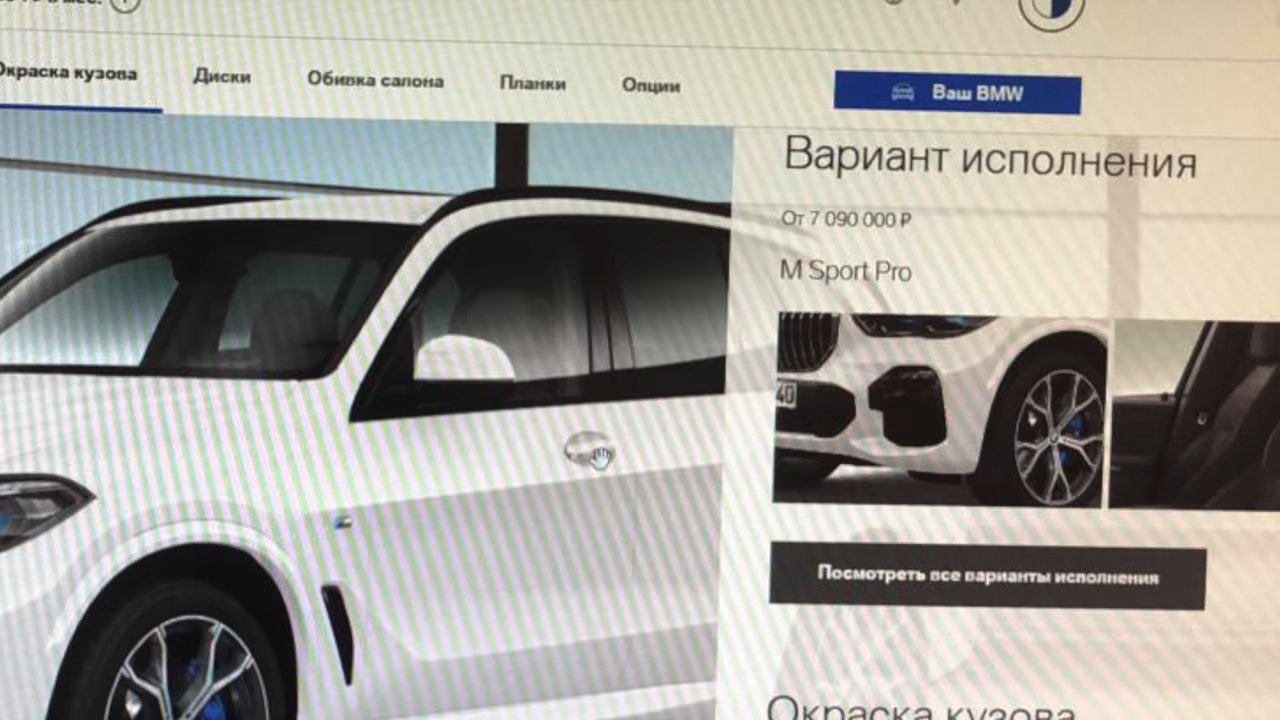 Окраска кузова
Диски
Обивка салона
Планки
Опции
Ваш BMW
Вариант исполнения
От 7 090 000 ₽
M Sport Pro
40
Посмотреть все варианты исполнения
Окраска кузова